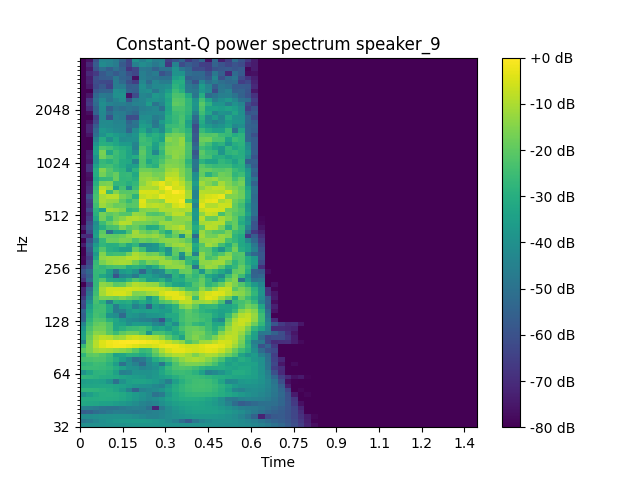 Constant-Q power spectrum speaker_9
+0 dB
-10 dB
-20 dB
-30 dB
-40 dB
-50 dB
-60 dB
-70 dB
-80 dB
2048
1024
512
256
128
64
32
Hz
0 0.15 0.3 0.45 0.6 0.75 0.9 1.1 1.2 1.4
Time